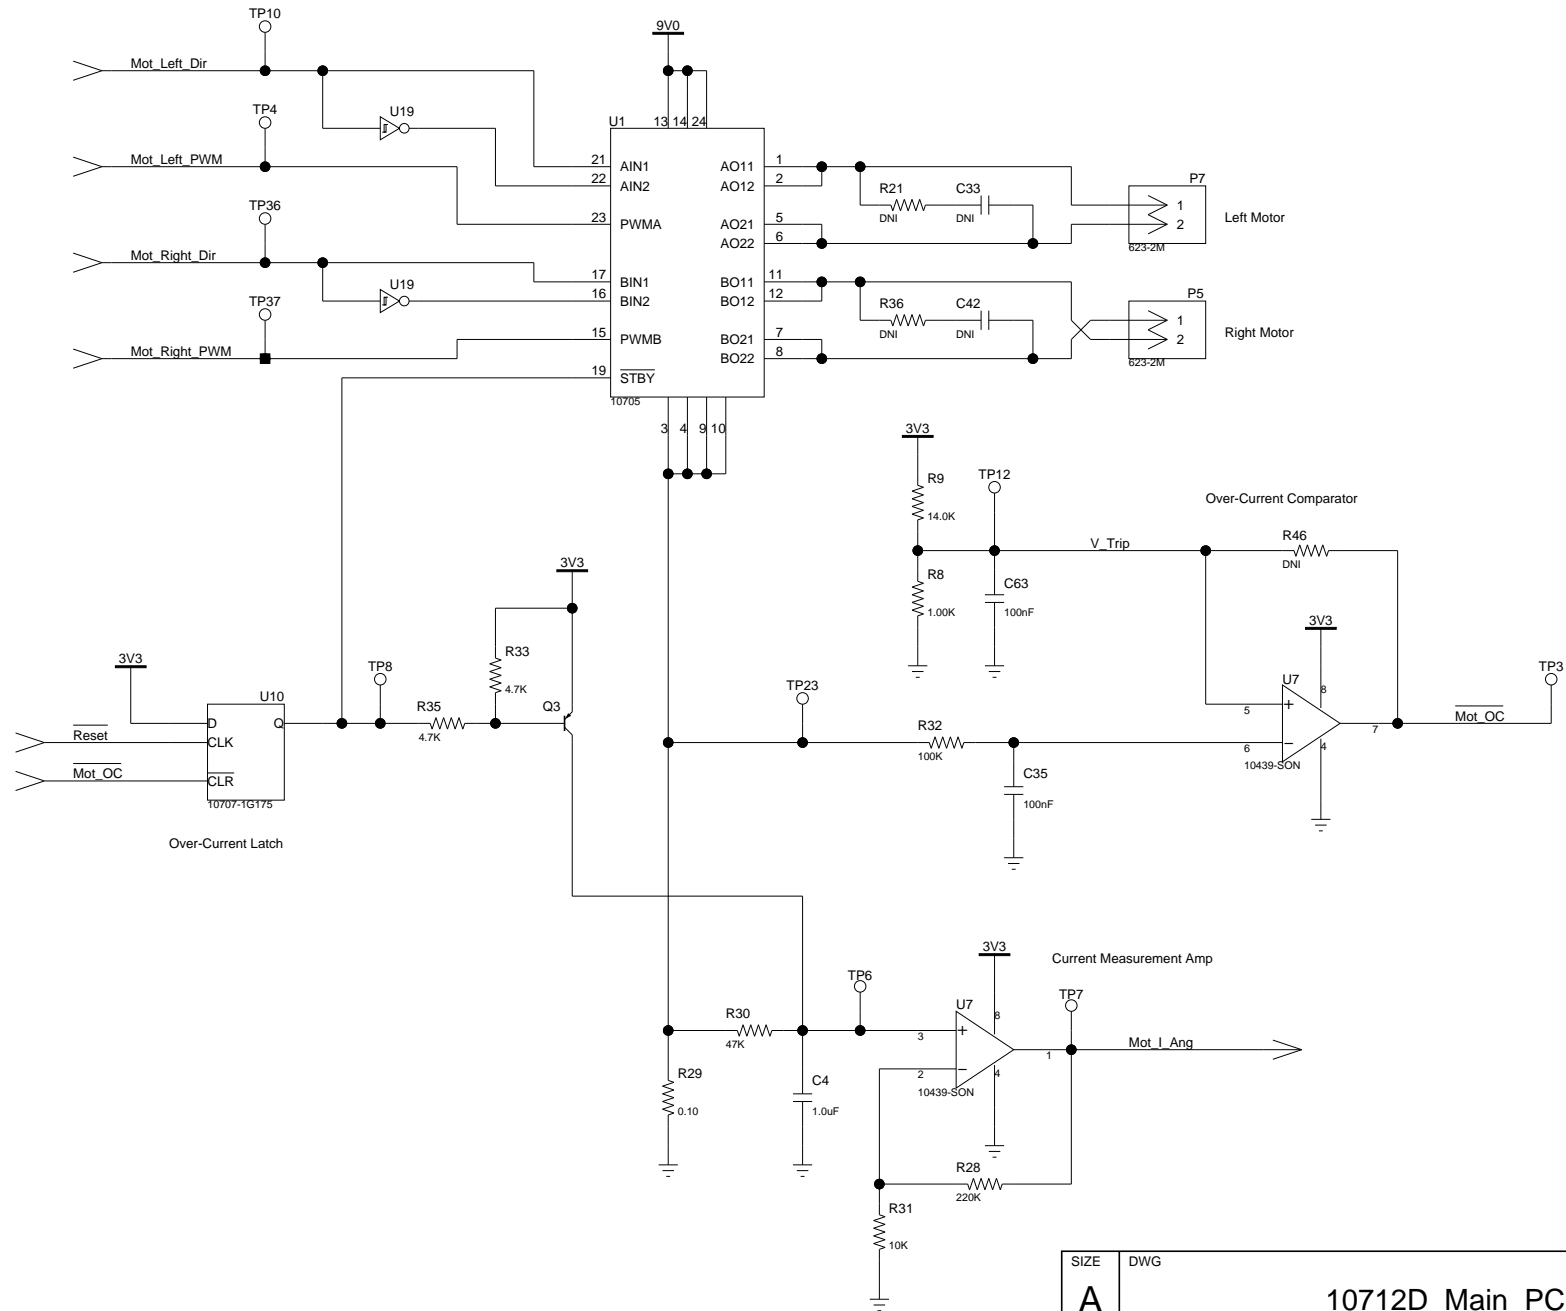 TP10
9V0
Mot_Left_Dir
TP4
U19
U1
13 14 24
Mot_Left_PWM
21 AIN1
22 AIN2
23 PWMA
AO11 1
AO12 2
AO21 5
AO22 6
R21
DNI
C33
DNI
P7
1
2
623-2M
Left Motor
TP36
Mot_Right_Dir
U19
17 BIN1
16 BIN2
BO11 11
BO12 12
TP37
Mot_Right_PWM
15 PWMB
BO21 7
BO22 8
R36
DNI
C42
DNI
P5
1
2
623-2M
Right Motor
19 STBY
10705
3 4 9 10
3V3
R9
14.0K
TP12
Over-Current Comparator
V_Trip
R46
DNI
R8
1.00K
C63
100nF
3V3
3V3
R33
4.7K
3V3
TP8
U10
D Q
CLK
CLR
10707-1G175
Reset
Mot_OC
R35
4.7K
Q3
Over-Current Latch
TP23
R32
100K
C35
100nF
U7
8
5
+
6
−
4
7
10439-SON
Mot_OC
TP3
3V3
Current Measurement Amp
TP6
TP7
R30
47K
U7
8
3
+
2
−
4
1
10439-SON
Mot_I_Ang
R29
0.10
C4
1.0uF
R28
220K
R31
10K
SIZE DWG
A 10712D Main PC